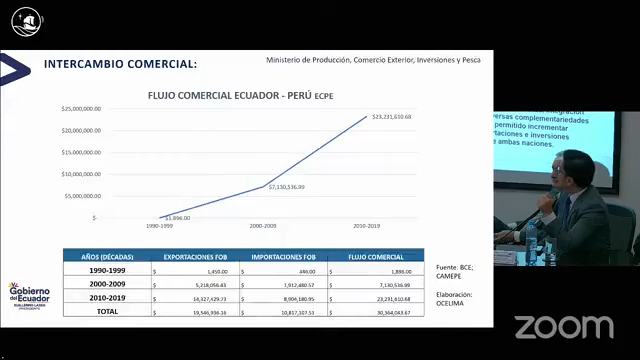 INTERCAMBIO COMERCIAL:
Ministerio de Producción, Comercio Exterior, Inversiones y Pesca
FLUJO COMERCIAL ECUADOR - PERÚ ECPE
$25,000,000.00
$20,000,000.00
$15,000,000.00
$10,000,000.00
$5,000,000.00
$-
$1,896.00
$7,130,536.99
$23,231,610.68
1990-1999
2000-2009
2010-2019
AÑOS (DÉCADAS) EXPORTACIONES FOB IMPORTACIONES FOB FLUJO COMERCIAL
1990-1999 $ 1,450.00 $ 446.00 $ 1,896.00
2000-2009 $ 5,218,056.43 $ 1,912,480.57 $ 7,130,536.99
2010-2019 $ 14,327,429.73 $ 8,904,180.95 $ 23,231,610.68
TOTAL $ 19,546,936.16 $ 10,817,107.51 $ 30,364,043.67
Fuente: BCE;
CAMEPE
Elaboración:
OCELIMA
Gobierno
del Ecuador
GUILLERMO LASSO
PRESIDENTE
integración
versas complementariedades
permitido incrementar
rtaciones e inversiones
e ambas naciones.
zoom